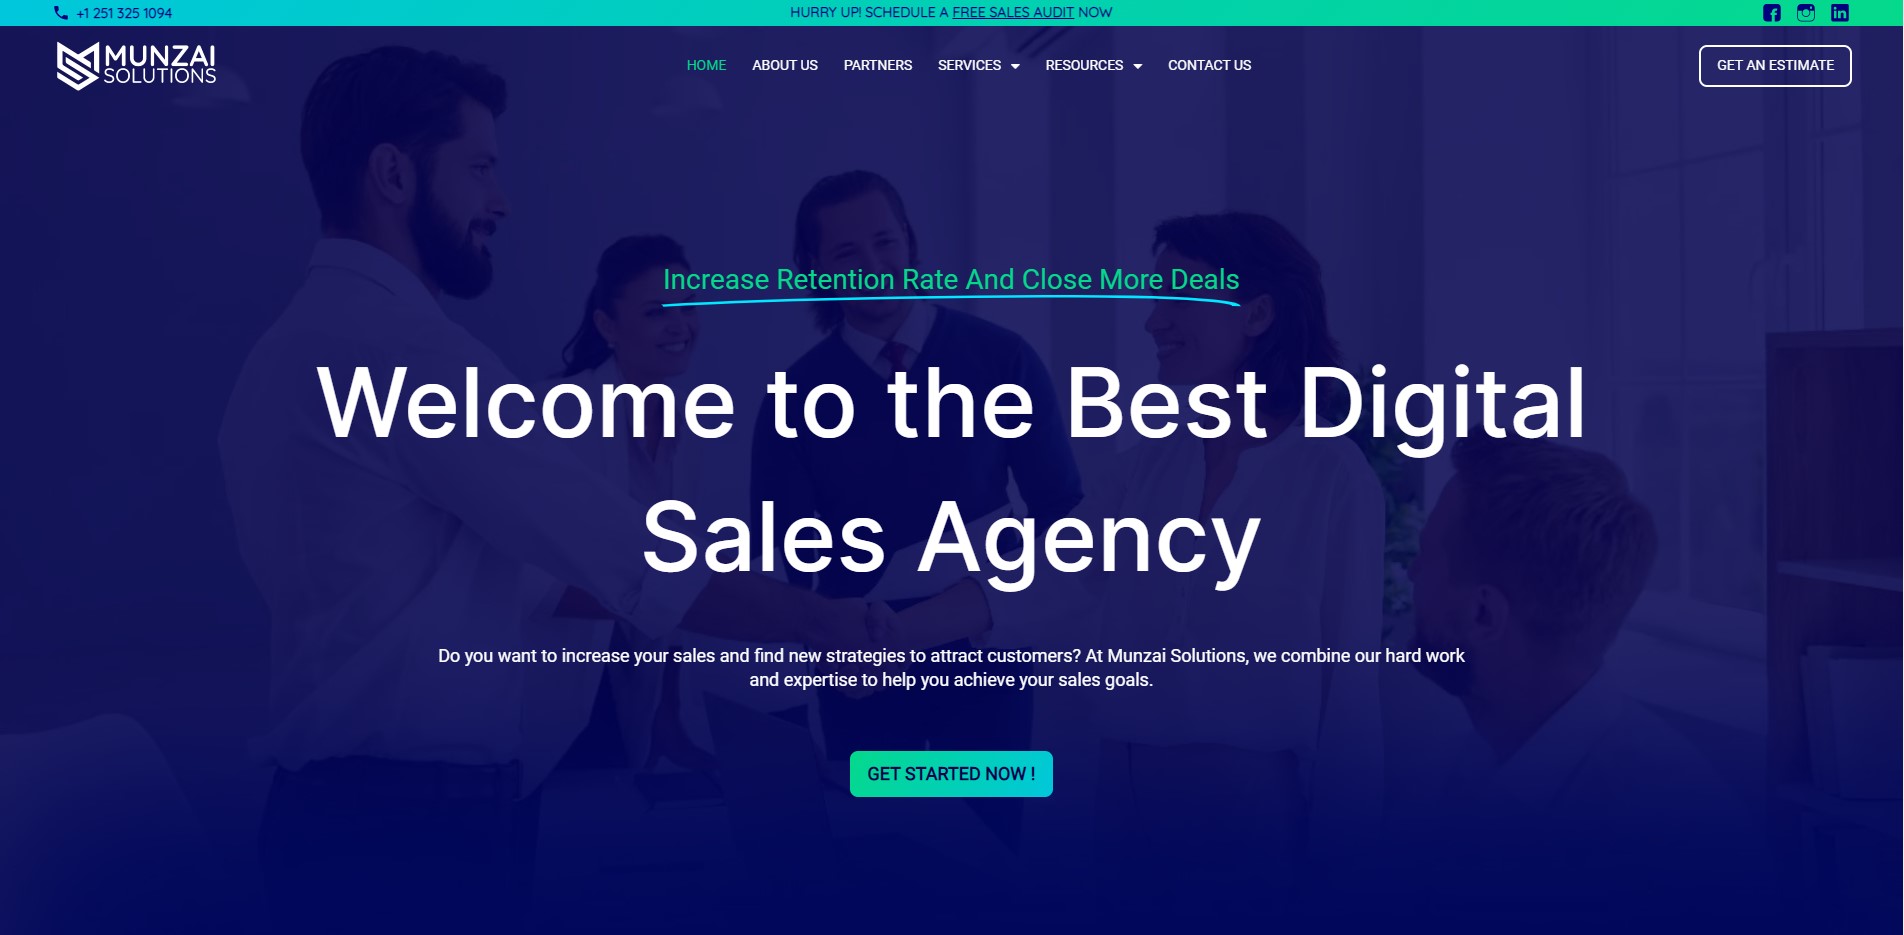 +1 251 325 1094
HURRY UP! SCHEDULE A FREE SALES AUDIT NOW
MUNZAI
SOLUTIONS
HOME
ABOUT US
PARTNERS
SERVICES
RESOURCES
CONTACT US
GET AN ESTIMATE
Increase Retention Rate And Close More Deals
Welcome to the Best Digital
Sales Agency
Do you want to increase your sales and find new strategies to attract customers? At Munzai Solutions, we combine our hard work
and expertise to help you achieve your sales goals.
GET STARTED NOW !